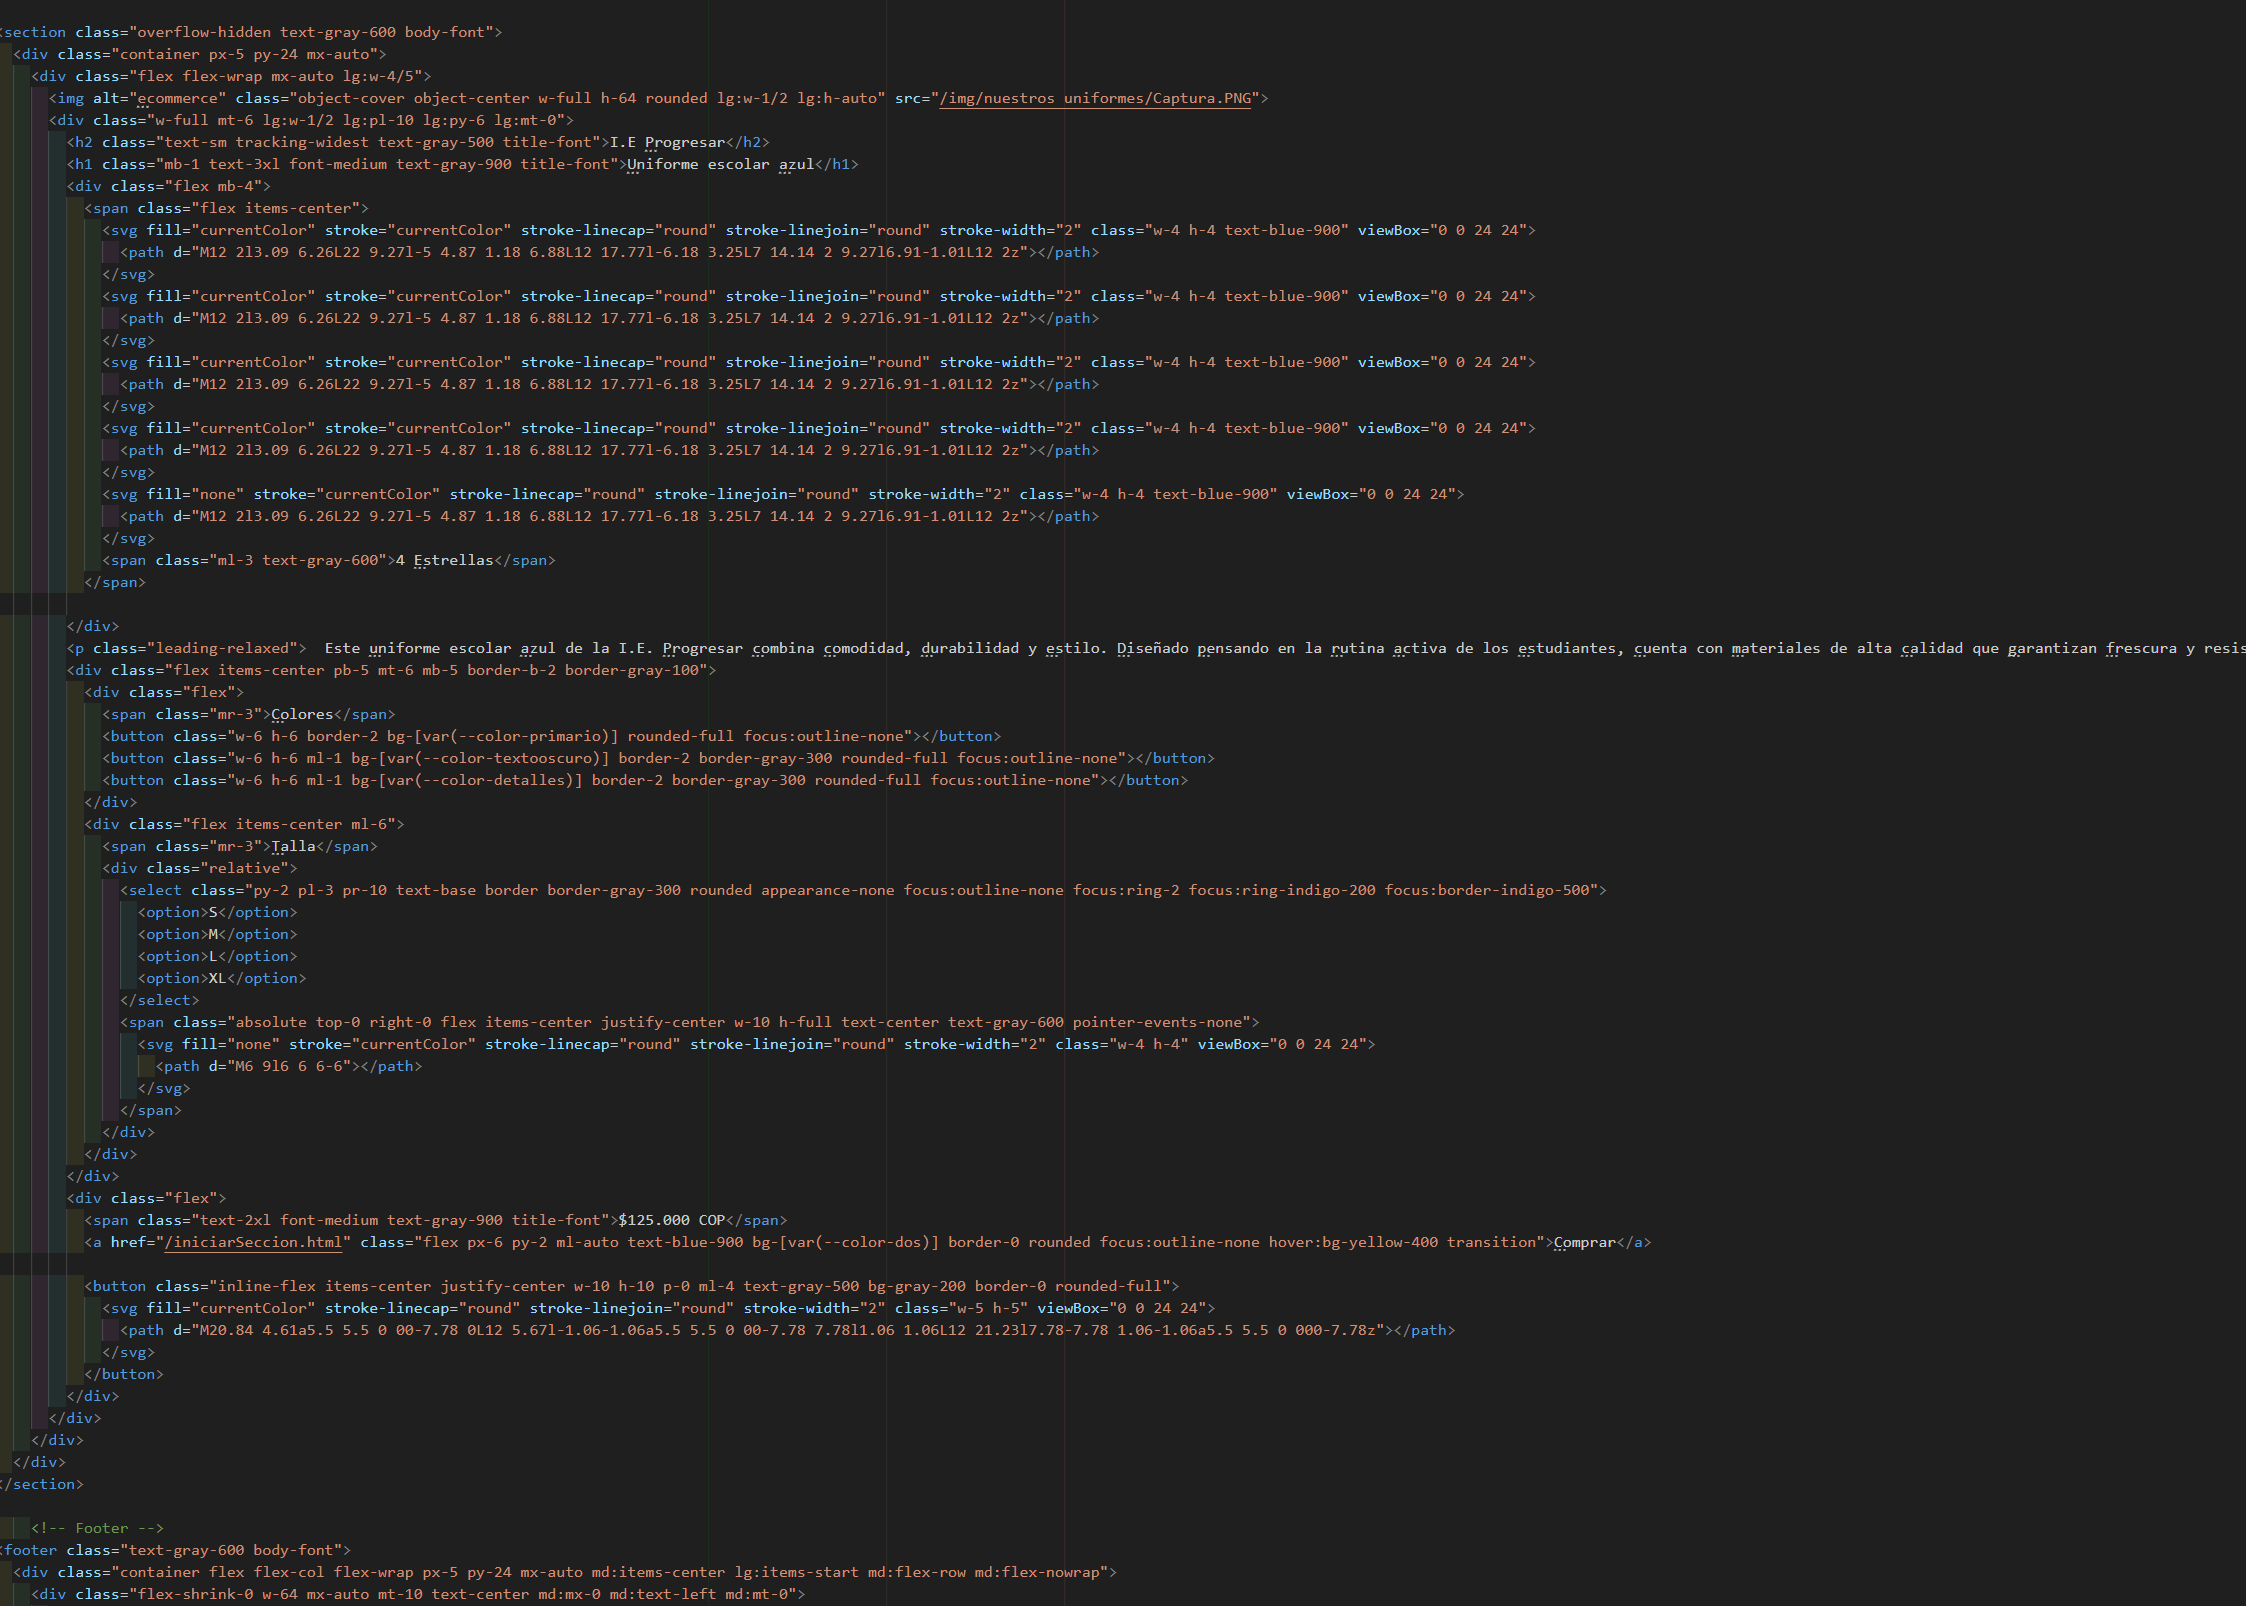 <section class="overflow-hidden text-gray-600 body-font">
<div class="container px-5 py-24 mx-auto">
<div class="flex flex-wrap mx-auto lg:w-4/5">
<img alt="ecommerce" class="object-cover object-center w-full h-64 rounded lg:w-1/2 lg:h-auto" src="/img/nuestros uniformes/Captura.PNG">
<div class="w-full mt-6 lg:w-1/2 lg:pl-10 lg:py-6 lg:mt-0">
<h2 class="text-sm tracking-widest text-gray-500 title-font">I.E Progresar</h2>
<h1 class="mb-1 text-3xl font-medium text-gray-900 title-font">Uniforme escolar azul</h1>
<div class="flex mb-4">
<span class="flex items-center">
<svg fill="currentColor" stroke="currentColor" stroke-linecap="round" stroke-linejoin="round" stroke-width="2" class="w-4 h-4 text-blue-900" viewBox="0 0 24 24">
<path d="M12 2l3.09 6.26L22 9.27l-5 4.87 1.18 6.88L12 17.77l-6.18 3.25L7 14.14 2 9.27l6.91-1.01L12 2z"></path>
</svg>
<svg fill="currentColor" stroke="currentColor" stroke-linecap="round" stroke-linejoin="round" stroke-width="2" class="w-4 h-4 text-blue-900" viewBox="0 0 24 24">
<path d="M12 2l3.09 6.26L22 9.27l-5 4.87 1.18 6.88L12 17.77l-6.18 3.25L7 14.14 2 9.27l6.91-1.01L12 2z"></path>
</svg>
<svg fill="currentColor" stroke="currentColor" stroke-linecap="round" stroke-linejoin="round" stroke-width="2" class="w-4 h-4 text-blue-900" viewBox="0 0 24 24">
<path d="M12 2l3.09 6.26L22 9.27l-5 4.87 1.18 6.88L12 17.77l-6.18 3.25L7 14.14 2 9.27l6.91-1.01L12 2z"></path>
</svg>
<svg fill="currentColor" stroke="currentColor" stroke-linecap="round" stroke-linejoin="round" stroke-width="2" class="w-4 h-4 text-blue-900" viewBox="0 0 24 24">
<path d="M12 2l3.09 6.26L22 9.27l-5 4.87 1.18 6.88L12 17.77l-6.18 3.25L7 14.14 2 9.27l6.91-1.01L12 2z"></path>
</svg>
<svg fill="none" stroke="currentColor" stroke-linecap="round" stroke-linejoin="round" stroke-width="2" class="w-4 h-4 text-blue-900" viewBox="0 0 24 24">
<path d="M12 2l3.09 6.26L22 9.27l-5 4.87 1.18 6.88L12 17.77l-6.18 3.25L7 14.14 2 9.27l6.91-1.01L12 2z"></path>
</svg>
<span class="ml-3 text-gray-600">4 Estrellas</span>
</span>
</div>
<p class="leading-relaxed">  Este uniforme escolar azul de la I.E. Progresar combina comodidad, durabilidad y estilo. Diseñado pensando en la rutina activa de los estudiantes, cuenta con materiales de alta calidad que garantizan frescura y resis
<div class="flex items-center pb-5 mt-6 mb-5 border-b-2 border-gray-100">
<div class="flex">
<span class="mr-3">Colores</span>
<button class="w-6 h-6 border-2 bg-[var(--color-primario)] rounded-full focus:outline-none"></button>
<button class="w-6 h-6 ml-1 bg-[var(--color-textooscuro)] border-2 border-gray-300 rounded-full focus:outline-none"></button>
<button class="w-6 h-6 ml-1 bg-[var(--color-detalles)] border-2 border-gray-300 rounded-full focus:outline-none"></button>
</div>
<div class="flex items-center ml-6">
<span class="mr-3">Talla</span>
<div class="relative">
<select class="py-2 pl-3 pr-10 text-base border border-gray-300 rounded appearance-none focus:outline-none focus:ring-2 focus:ring-indigo-200 focus:border-indigo-500">
<option>S</option>
<option>M</option>
<option>L</option>
<option>XL</option>
</select>
<span class="absolute top-0 right-0 flex items-center justify-center w-10 h-full text-center text-gray-600 pointer-events-none">
<svg fill="none" stroke="currentColor" stroke-linecap="round" stroke-linejoin="round" stroke-width="2" class="w-4 h-4" viewBox="0 0 24 24">
<path d="M6 9l6 6 6-6"></path>
</svg>
</span>
</div>
</div>
</div>
<div class="flex">
<span class="text-2xl font-medium text-gray-900 title-font">$125.000 COP</span>
<a href="/iniciarSeccion.html" class="flex px-6 py-2 ml-auto text-blue-900 bg-[var(--color-dos)] border-0 rounded focus:outline-none hover:bg-yellow-400 transition">Comprar</a>
<button class="inline-flex items-center justify-center w-10 h-10 p-0 ml-4 text-gray-500 bg-gray-200 border-0 rounded-full">
<svg fill="currentColor" stroke-linecap="round" stroke-linejoin="round" stroke-width="2" class="w-5 h-5" viewBox="0 0 24 24">
<path d="M20.84 4.61a5.5 5.5 0 00-7.78 0L12 5.67l-1.06-1.06a5.5 5.5 0 00-7.78 7.78l1.06 1.06L12 21.23l7.78-7.78 1.06-1.06a5.5 5.5 0 000-7.78z"></path>
</svg>
</button>
</div>
</div>
</div>
</div>
</section>
<!-- Footer -->
<footer class="text-gray-600 body-font">
<div class="container flex flex-col flex-wrap px-5 py-24 mx-auto md:items-center lg:items-start md:flex-row md:flex-nowrap">
<div class="flex-shrink-0 w-64 mx-auto mt-10 text-center md:mx-0 md:text-left md:mt-0">